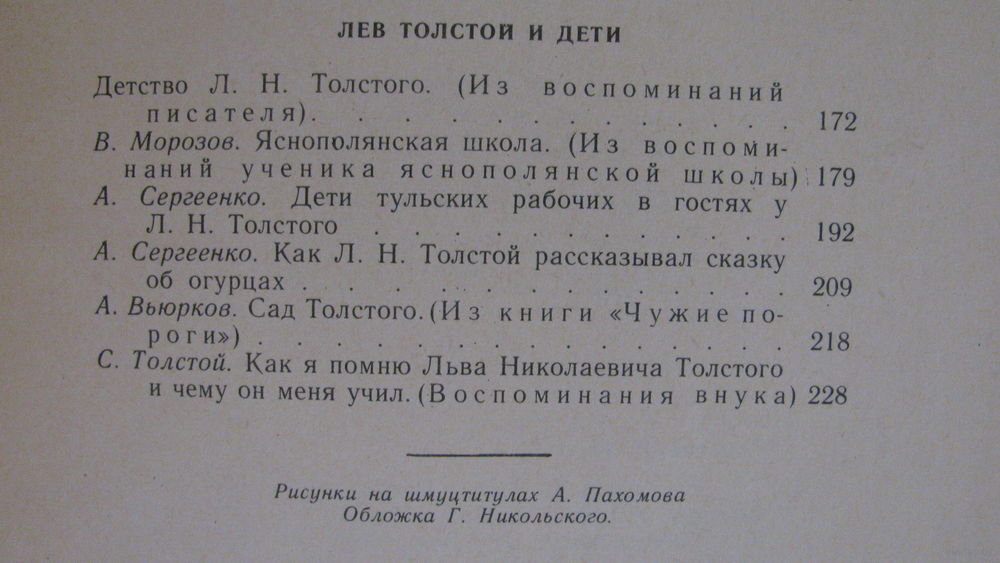 ЛЕВ ТОЛСТОЙ И ДЕТИ
Детство Л. Н. Толстого. (Из воспоминаний
писателя). . . . . . . . . . . . . 172
В. Морозов. Яснополянская школа. (Из воспоми-
наний ученика яснополянской школы) 179
А. Сергеенко. Дети тульских рабочих в гостях у
Л. Н. Толстого . . . . . . . . . . . 192
А. Сергеенко. Как Л. Н. Толстой рассказывал сказку
об огурцах . . . . . . . . . . . . . 209
А. Вьюрков. Сад Толстого. (Из книги «Чужие по-
роги») . . . . . . . . . . . . . . 218
С. Толстой. Как я помню Льва Николаевича Толстого
и чему он меня учил. (Воспоминания внука) 228
Рисунки на шмуцтитулах А. Пахомова
Обложка Г. Никольского.